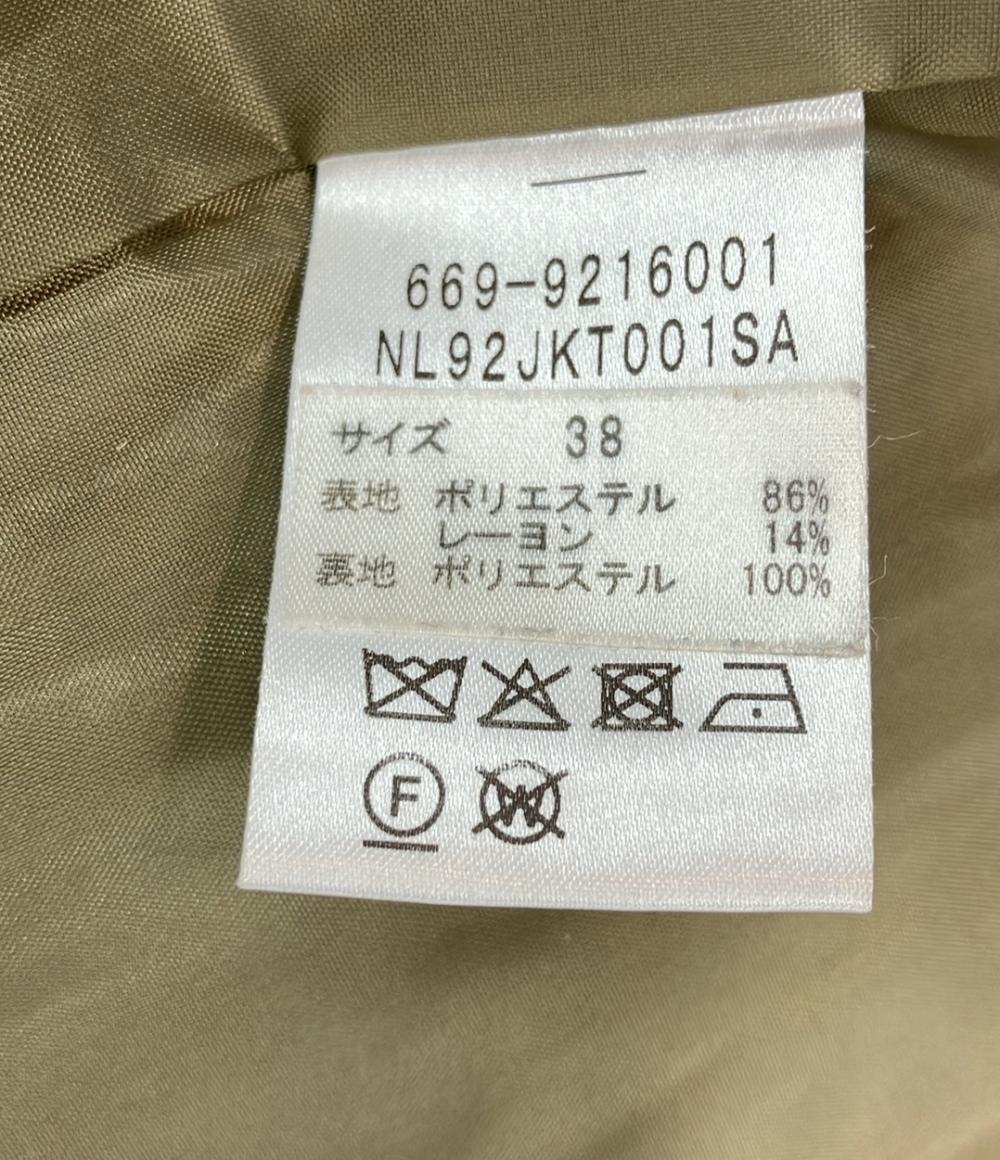 669-9216001
NL92JKT001SA
サイズ 38
表地 ポリエステル 86%
レーヨン 14%
裏地 ポリエステル 100%
F
W